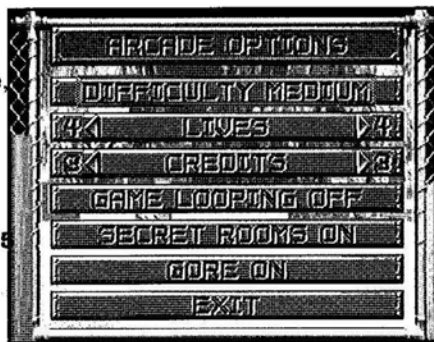 ARCADE OPTIONS
DIFFICULTY MEDIUM
4 LIVES 4
3 CREDITS 3
GAME LOOPING OFF
SECRET ROOMS ON
GORE ON
EXIT